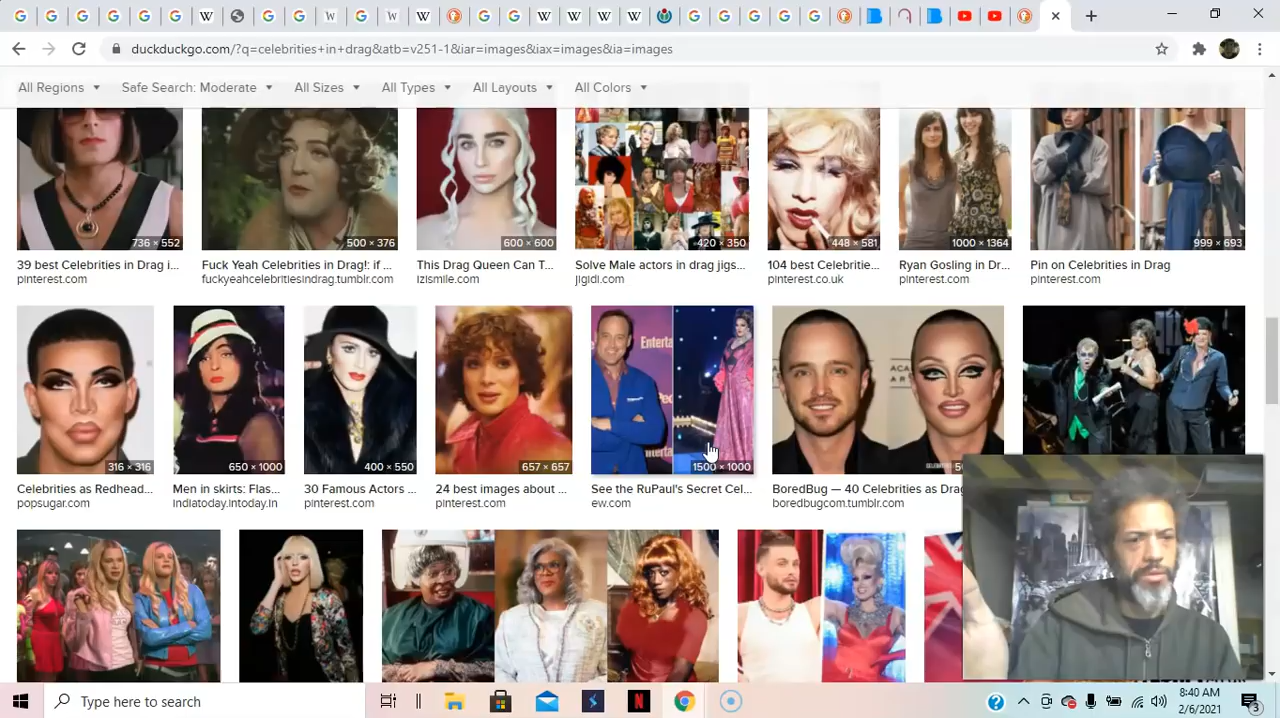 duckduckgo.com/?q=celebrities+in+drag&atb=v251-1&iar=images&iax=images&ia=images
All Regions Safe Search: Moderate All Sizes All Types All Layouts All Colors
736 × 552
500 × 376
600 × 600
420 × 350
448 × 581
1000 × 1364
999 × 693
39 best Celebrities in Drag i...
Fuck Yeah Celebrities in Drag!: if ...
This Drag Queen Can T...
Solve Male actors in drag jigs...
104 best Celebritie...
Ryan Gosling in Dr...
Pin on Celebrities in Drag
pinterest.com
fuckyeahcelebritiesindrag.tumblr.com
izismile.com
jigidi.com
pinterest.co.uk
pinterest.com
pinterest.com
316 × 316
650 × 1000
400 × 550
657 × 657
1500 × 1000
Celebrities as Redhead...
Men in skirts: Flas...
30 Famous Actors ...
24 best images about ...
See the RuPaul's Secret Cel...
BoredBug — 40 Celebrities as Drag
popsugar.com
indiatoday.intoday.in
pinterest.com
pinterest.com
ew.com
boredbugcom.tumblr.com
Type here to search
8:40 AM
2/6/2021
3